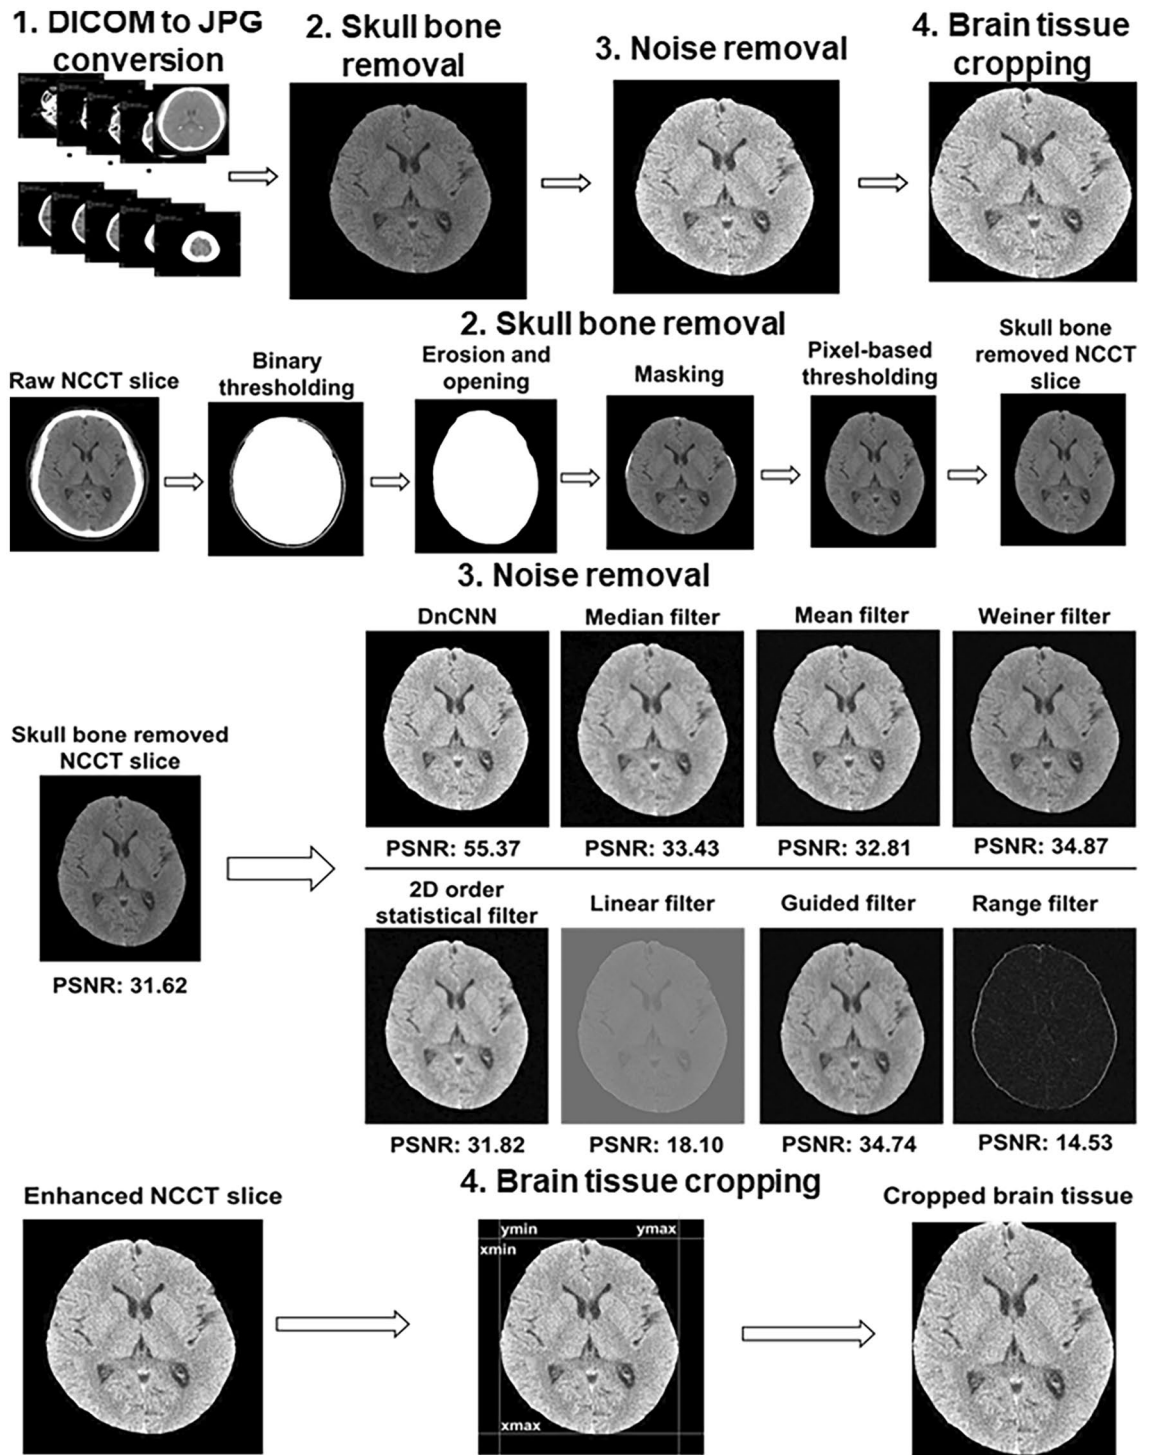 1. DICOM to JPG
conversion
2. Skull bone
removal
3. Noise removal
4. Brain tissue
cropping
2. Skull bone removal
Raw NCCT slice
Binary
thresholding
Erosion and
opening
Masking
Pixel-based
thresholding
Skull bone
removed NCCT
slice
3. Noise removal
Skull bone removed
NCCT slice
PSNR: 31.62
DnCNN
Median filter
Mean filter
Weiner filter
PSNR: 55.37
PSNR: 33.43
PSNR: 32.81
PSNR: 34.87
2D order
statistical filter
Linear filter
Guided filter
Range filter
PSNR: 31.82
PSNR: 18.10
PSNR: 34.74
PSNR: 14.53
4. Brain tissue cropping
Enhanced NCCT slice
ymin
ymax
xmin
xmax
Cropped brain tissue